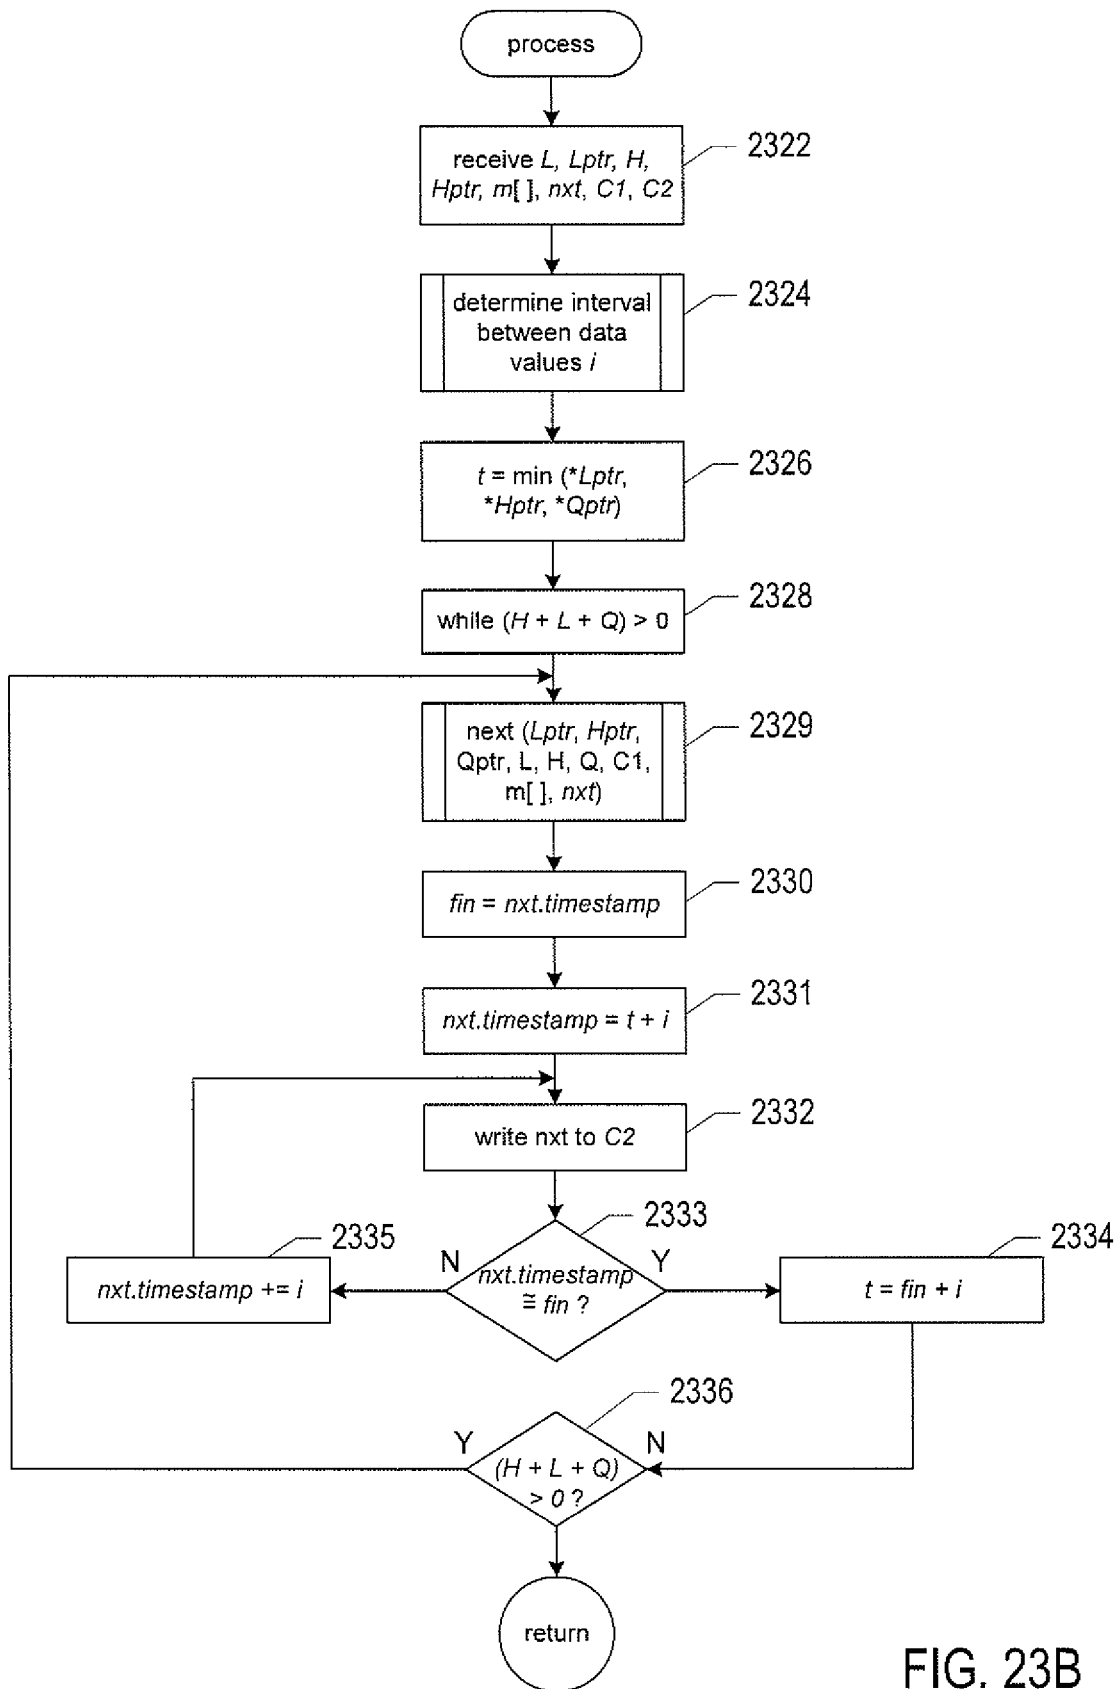 process
receive L, Lptr, H,
Hptr, m[ ], nxt, C1, C2
2322
determine interval
between data
values i
2324
t = min (*Lptr,
*Hptr, *Qptr)
2326
while (H + L + Q) > 0
2328
next (Lptr, Hptr,
Qptr, L, H, Q, C1,
m[ ], nxt)
2329
fin = nxt.timestamp
2330
nxt.timestamp = t + i
2331
write nxt to C2
2332
2333
2335
2334
N
Y
nxt.timestamp
≅ fin ?
nxt.timestamp += i
t = fin + i
2336
Y
N
(H + L + Q)
> 0 ?
return
FIG. 23B